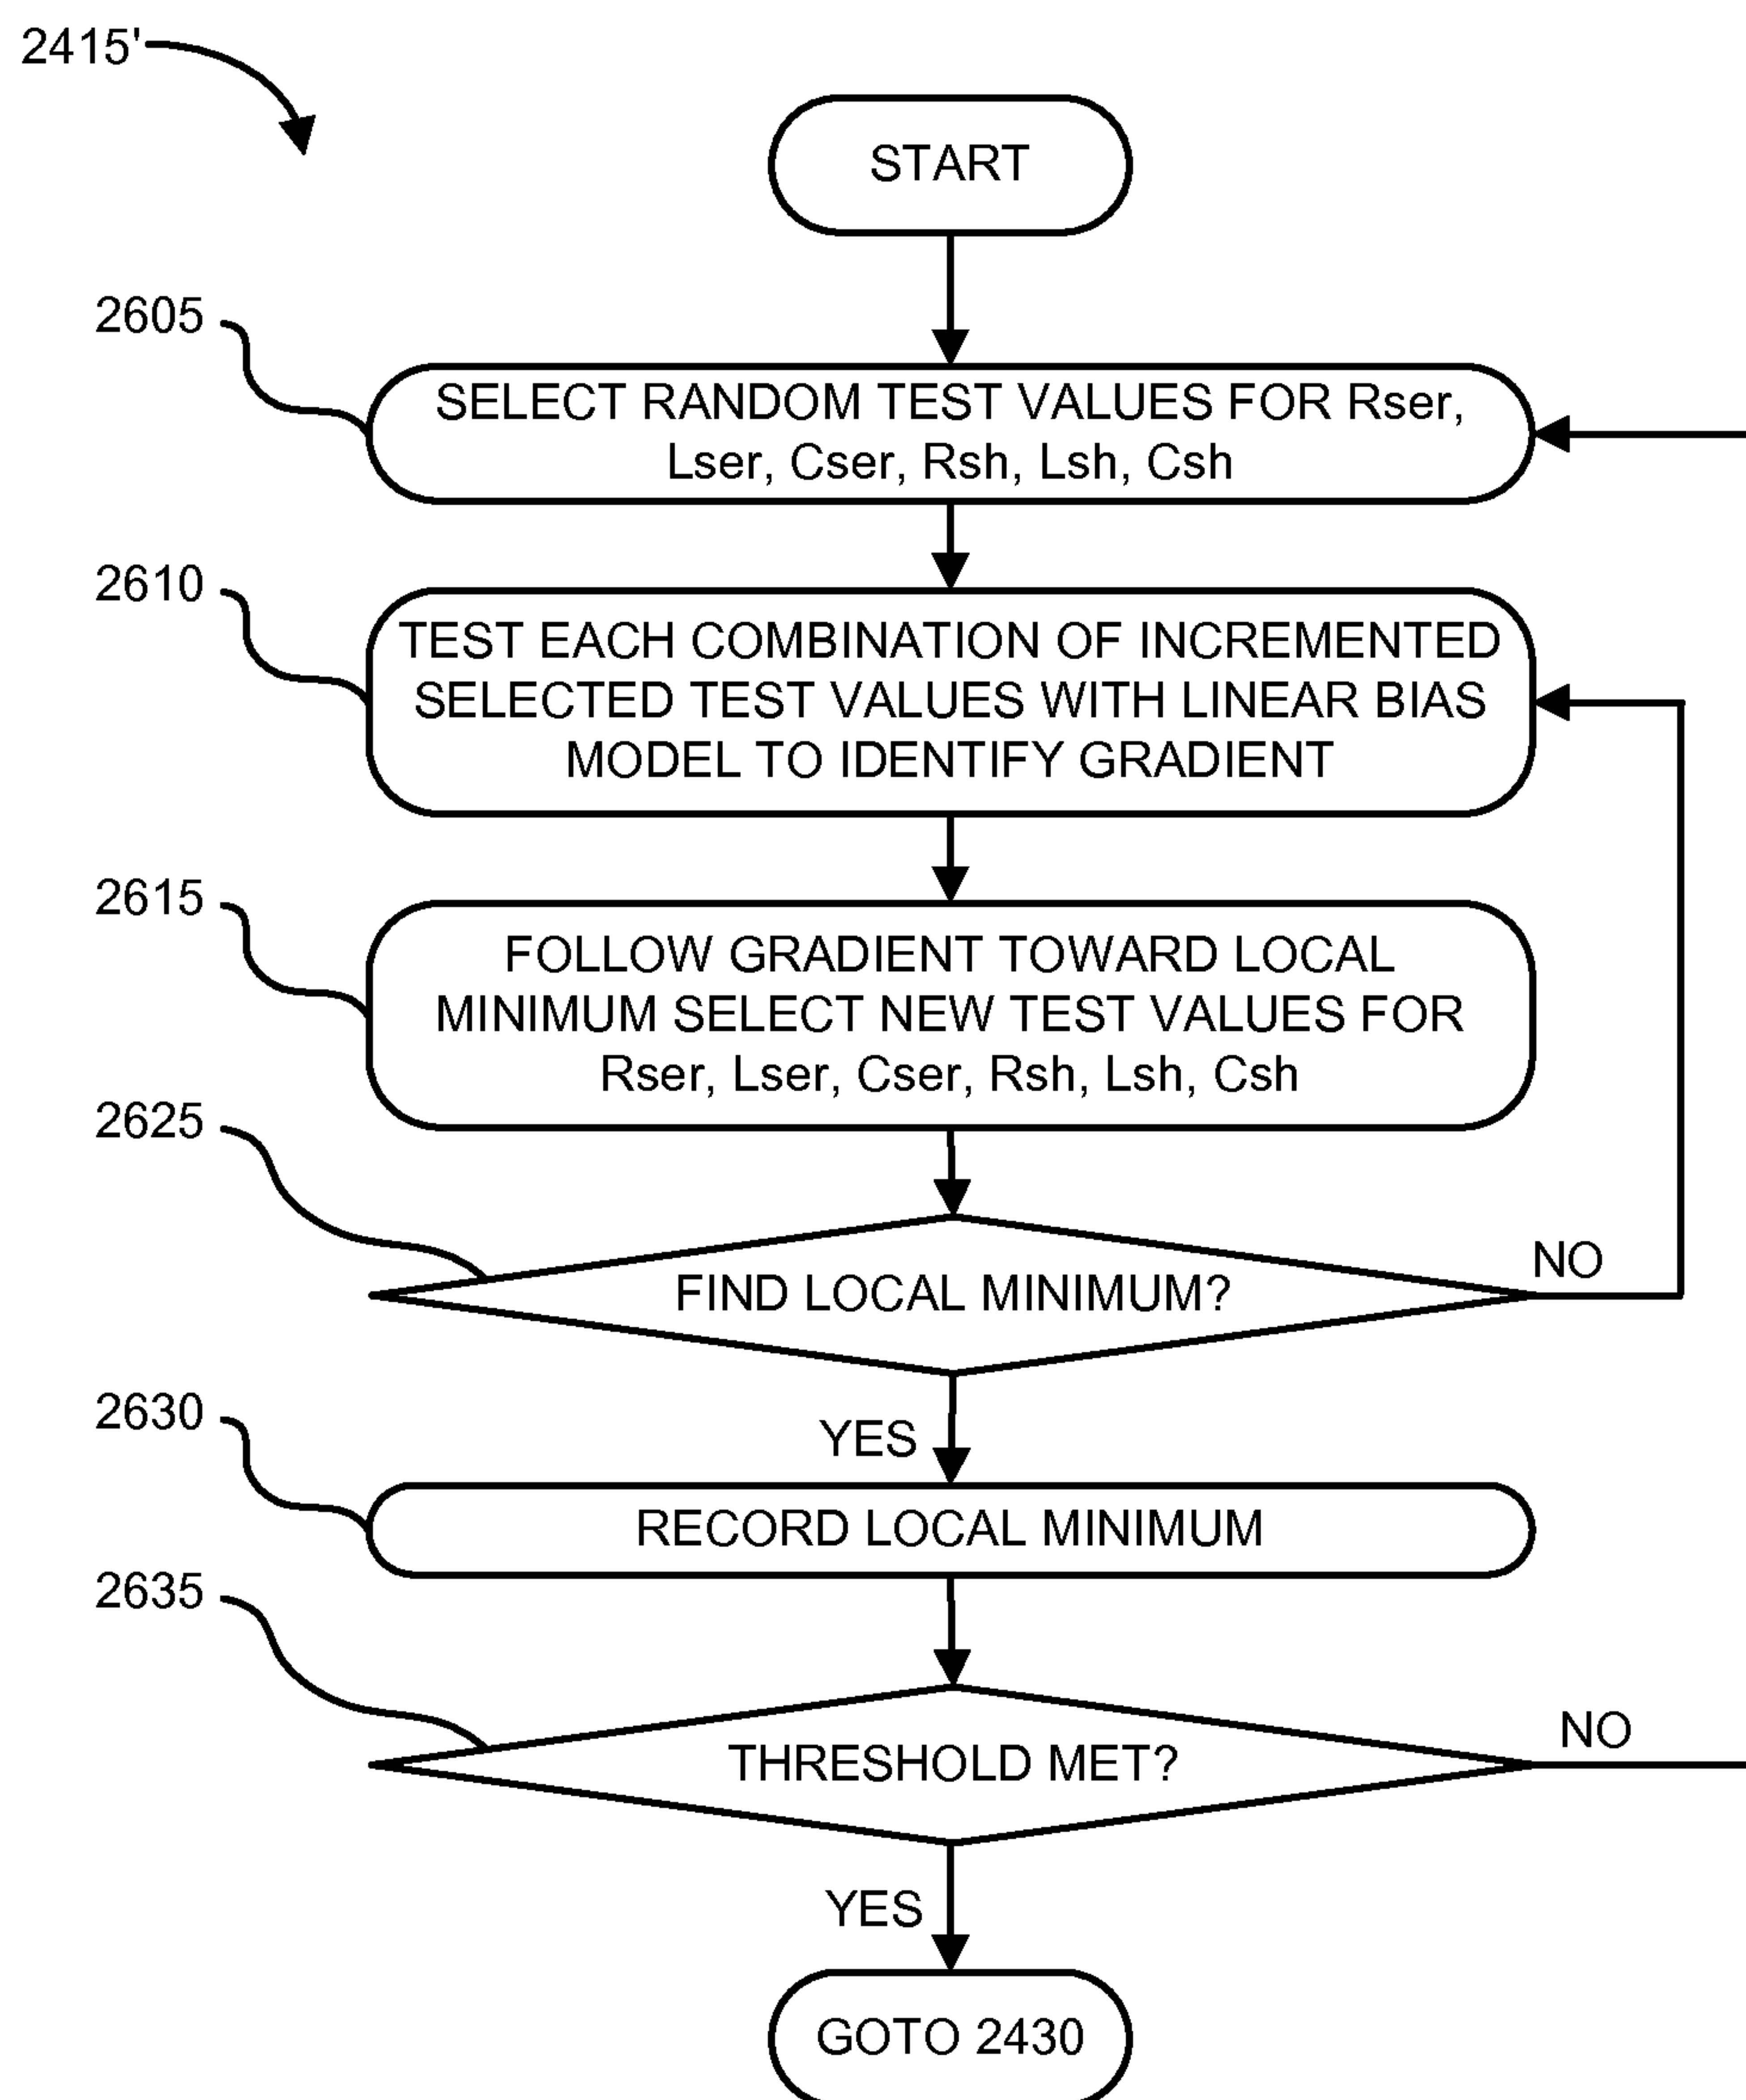 2415'
START
2605
SELECT RANDOM TEST VALUES FOR Rser,
Lser, Cser, Rsh, Lsh, Csh
2610
TEST EACH COMBINATION OF INCREMENTED
SELECTED TEST VALUES WITH LINEAR BIAS
MODEL TO IDENTIFY GRADIENT
2615
FOLLOW GRADIENT TOWARD LOCAL
MINIMUM SELECT NEW TEST VALUES FOR
Rser, Lser, Cser, Rsh, Lsh, Csh
2625
FIND LOCAL MINIMUM?
NO
YES
2630
RECORD LOCAL MINIMUM
2635
THRESHOLD MET?
NO
YES
GOTO 2430